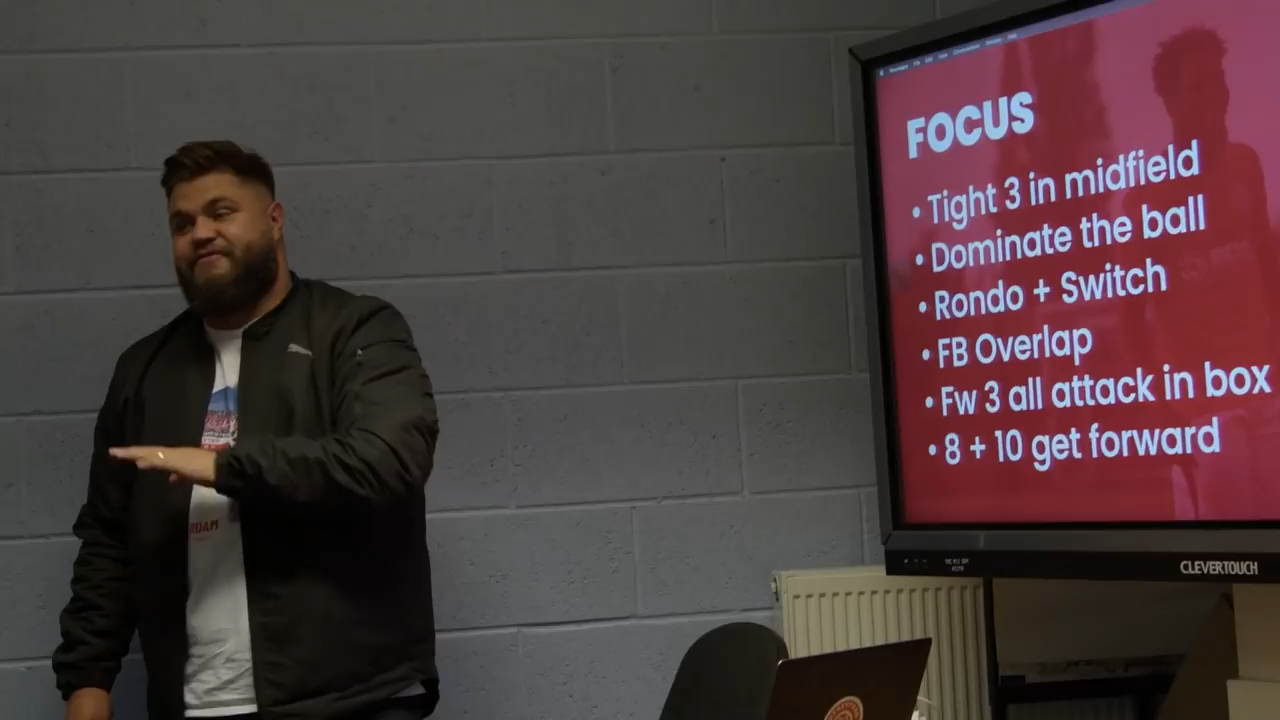 FOCUS
• Tight 3 in midfield
• Dominate the ball
• Rondo + Switch
• FB Overlap
• Fw 3 all attack in box
• 8 + 10 get forward
CLEVERTOUCH